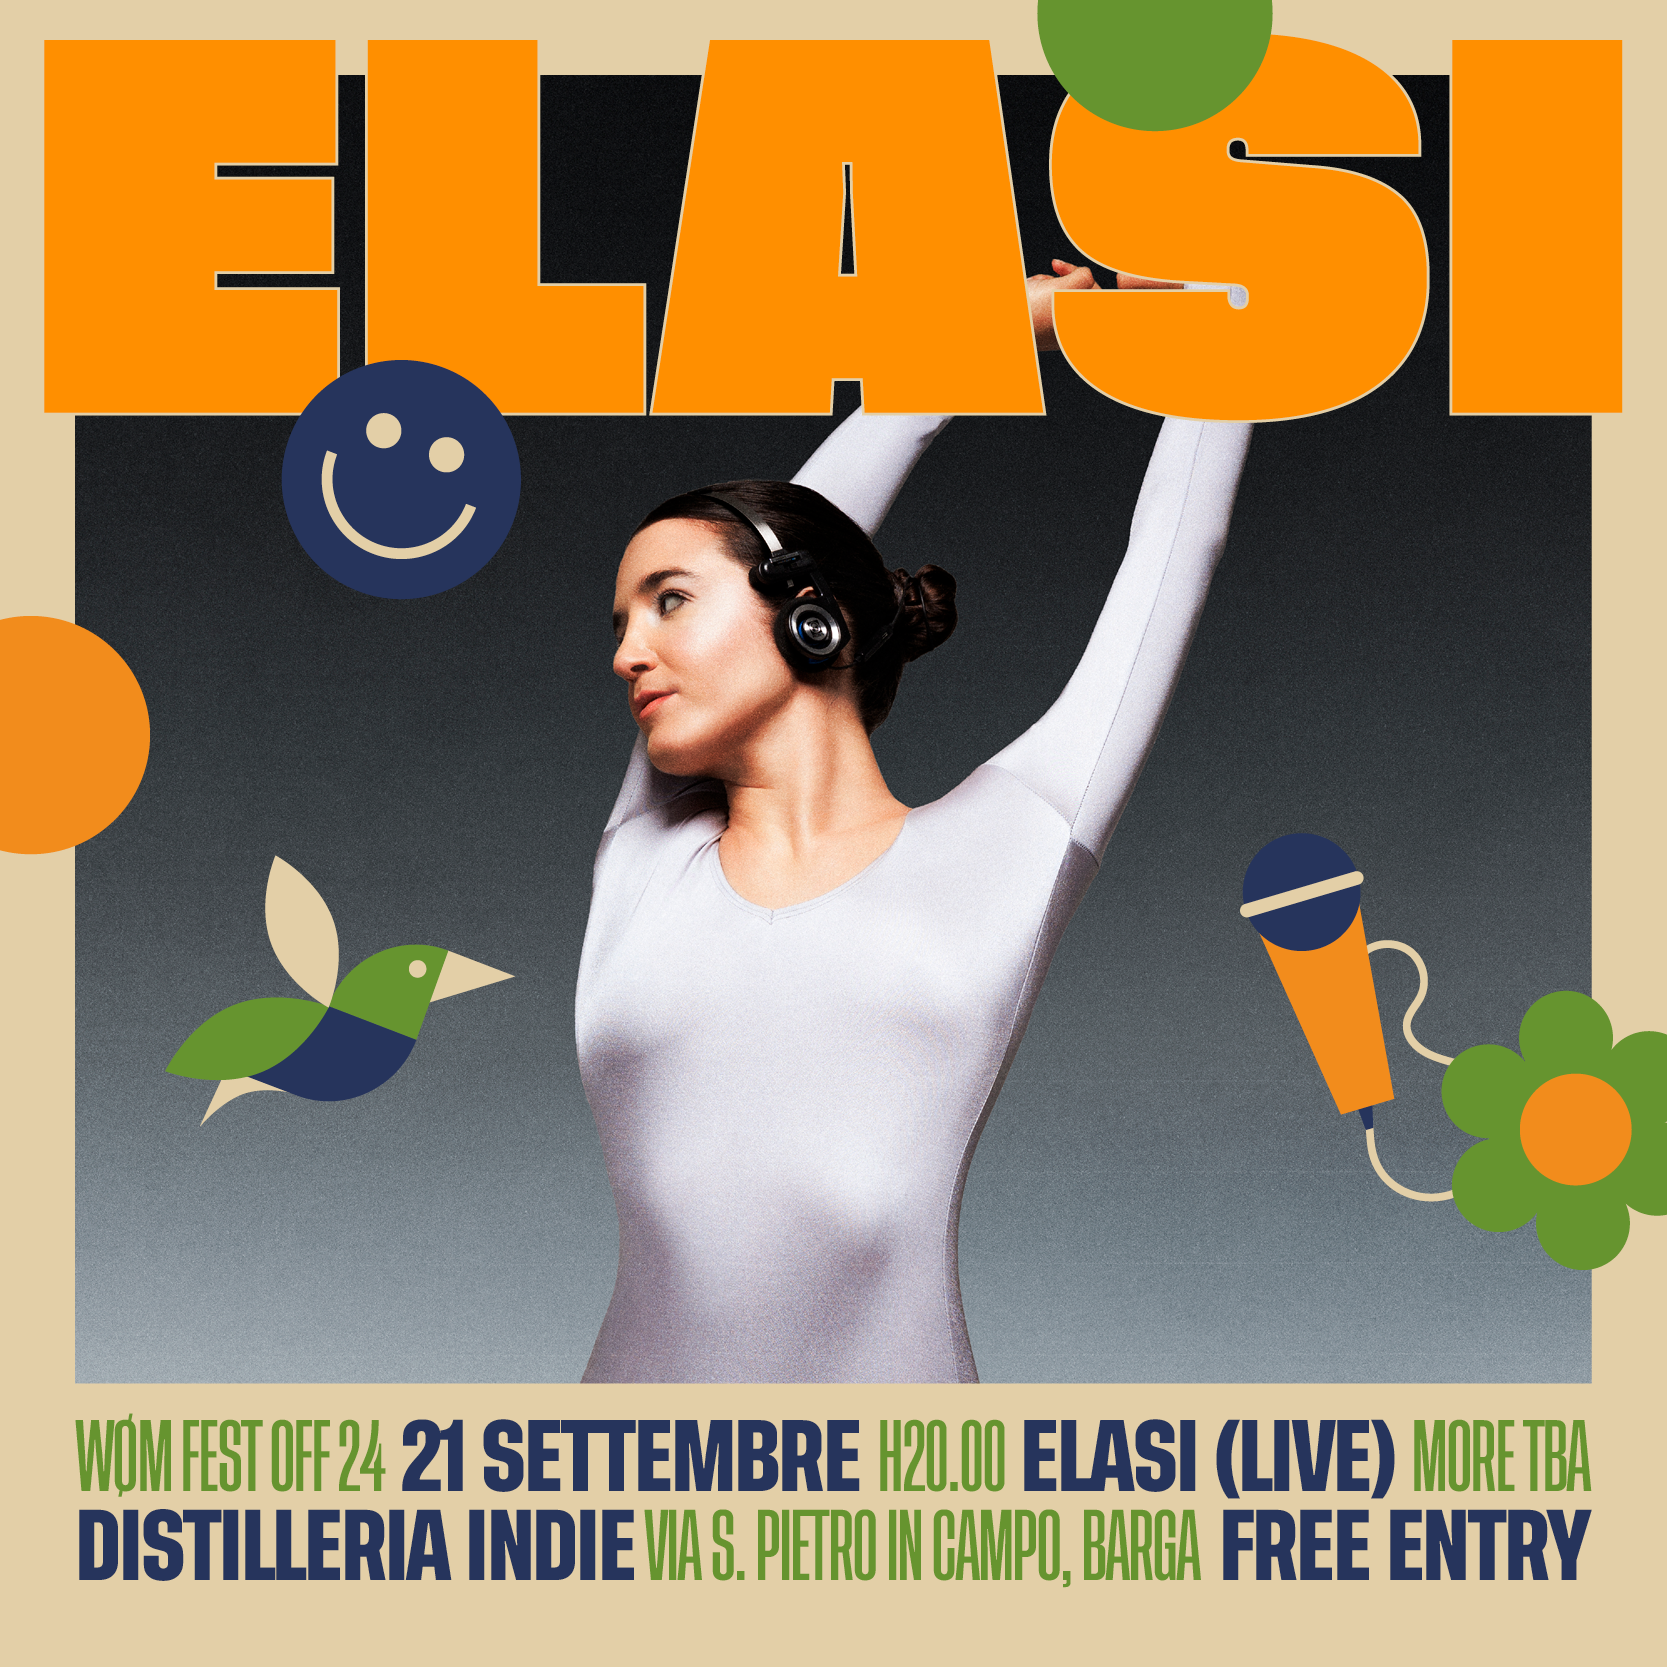 ELASI
WØM FEST OFF 24 21 SETTEMBRE H20.00 ELASI (LIVE) MORE TBA
DISTILLERIA INDIE VIA S. PIETRO IN CAMPO, BARGA FREE ENTRY